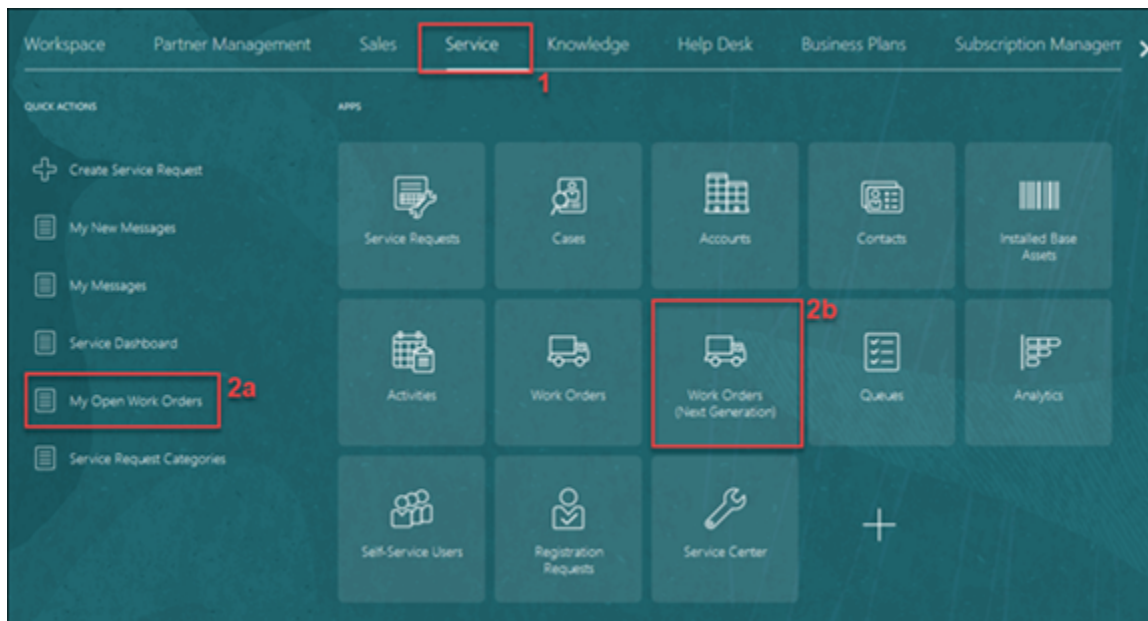 Workspace Partner Management Sales Service Knowledge Help Desk Business Plans Subscription Managem
1
QUICK ACTIONS
APPS
Create Service Request
My New Messages
My Messages
Service Dashboard
My Open Work Orders
2a
Service Request Categories
Service Requests
Cases
Accounts
Contacts
Installed Base
Assets
Activities
Work Orders
2b
Work Orders
(Next Generation)
Queues
Analytics
Self-Service Users
Registration
Requests
Service Center